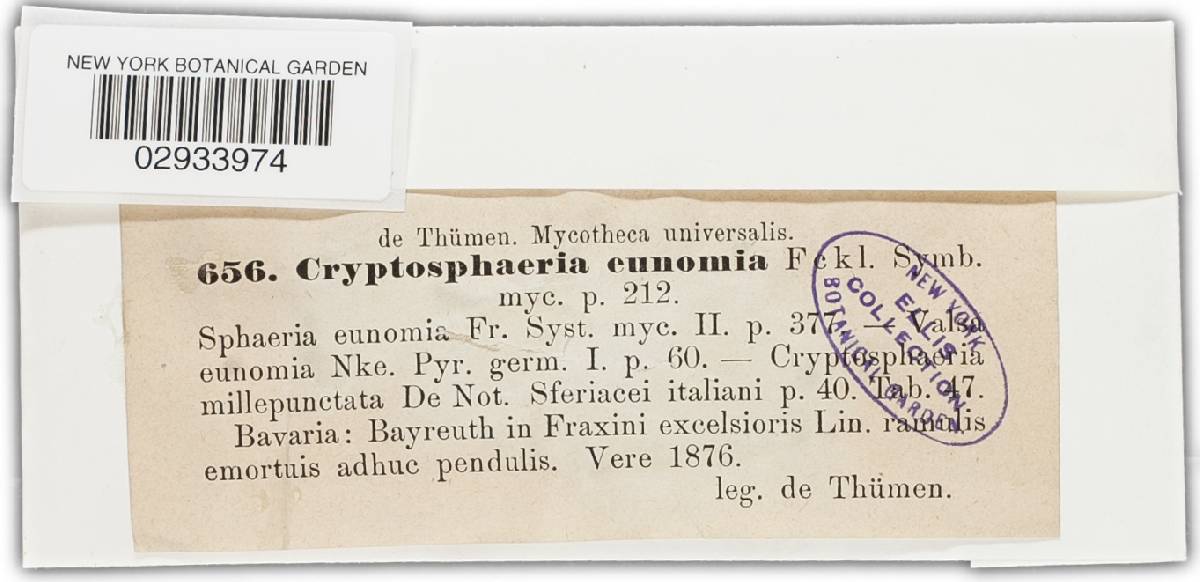 NEW YORK BOTANICAL GARDEN
02933974
de Thümen. Mycotheca universalis.
656. Cryptosphaeria eunomia Fckl. Symb.
myc. p. 212.
Sphaeria eunomia Fr. Syst. myc. II. p. 377. — Valsa
eunomia Nke. Pyr. germ. I. p. 60. — Cryptosphaeria
millepunctata De Not. Sferiacei italiani p. 40. Tab. 47.
Bavaria: Bayreuth in Fraxini excelsioris Lin. ramulis
emortuis adhuc pendulis. Vere 1876.
leg. de Thümen.
NEW YORK
ELLIS
COLLECTION
BOTANICAL GARDEN